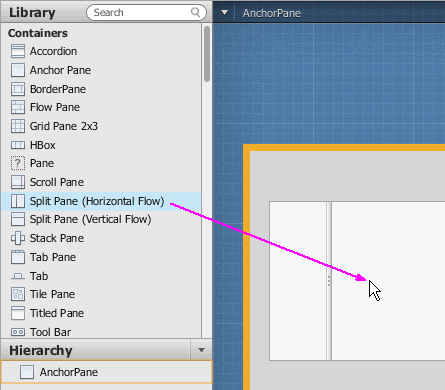 Library
Search
AnchorPane
Containers
Accordion
Anchor Pane
BorderPane
Flow Pane
Grid Pane 2x3
HBox
Pane
Scroll Pane
Split Pane (Horizontal Flow)
Split Pane (Vertical Flow)
Stack Pane
Tab Pane
Tab
Tile Pane
Titled Pane
Tool Bar
Hierarchy
AnchorPane